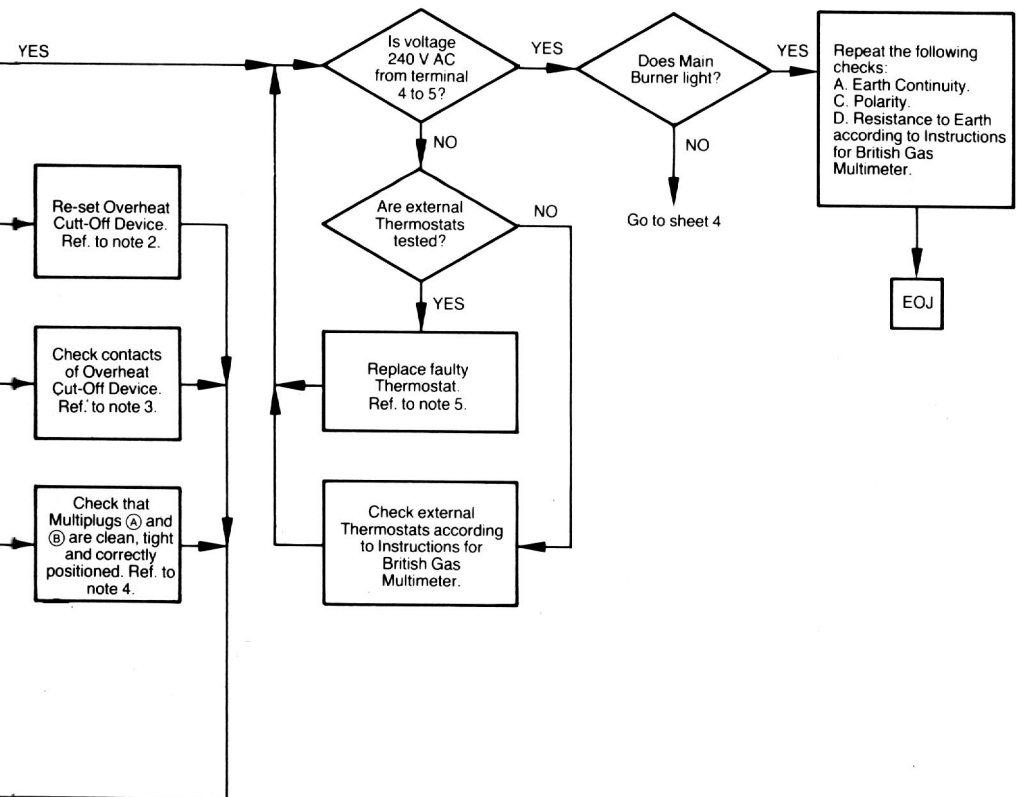 YES
Is voltage
240 V AC
from terminal
4 to 5?
YES
Does Main
Burner light?
YES
Repeat the following
checks:
A. Earth Continuity.
C. Polarity.
D. Resistance to Earth
according to Instructions
for British Gas
Multimeter.
NO
NO
Go to sheet 4
EOJ
Re-set Overheat
Cutt-Off Device.
Ref. to note 2.
Are external
Thermostats
tested?
NO
YES
Check contacts
of Overheat
Cut-Off Device.
Ref. to note 3.
Replace faulty
Thermostat.
Ref. to note 5.
Check that
Multiplugs Ⓐ and
Ⓑ are clean, tight
and correctly
positioned. Ref. to
note 4.
Check external
Thermostats according
to Instructions for
British Gas
Multimeter.